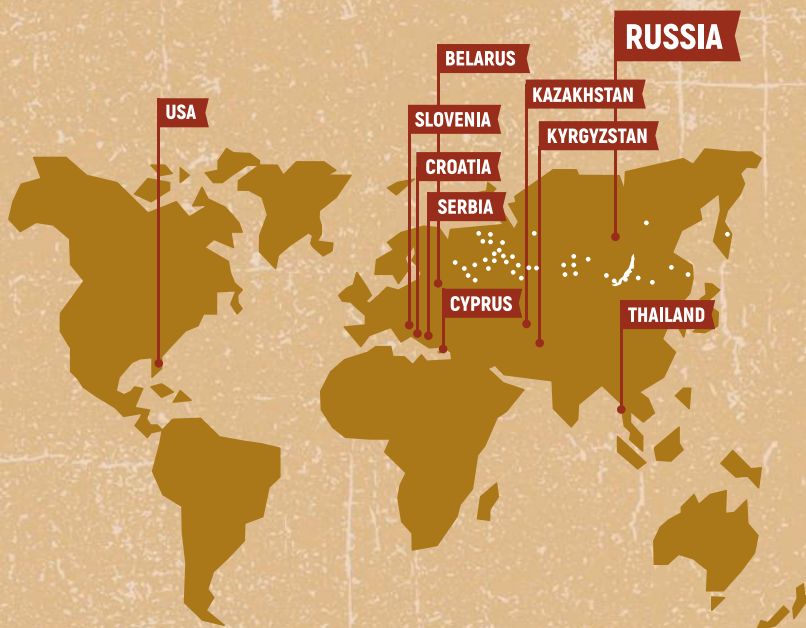 RUSSIA
BELARUS
KAZAKHSTAN
USA
SLOVENIA
KYRGYZSTAN
CROATIA
SERBIA
CYPRUS
THAILAND